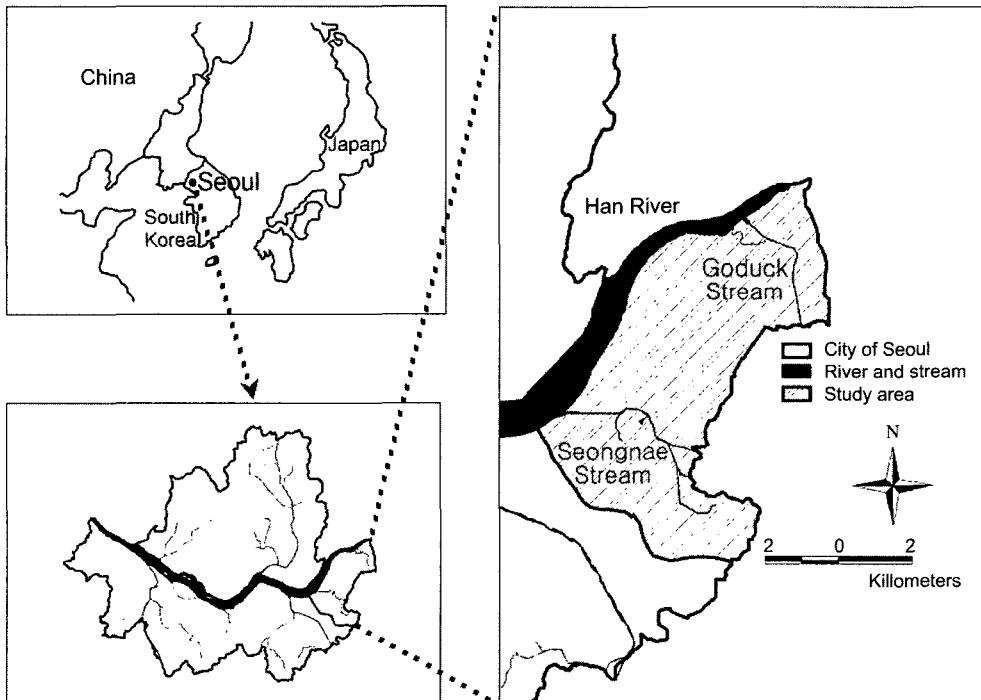 China
Japan
Seoul
South
Korea
Han River
Goduck
Stream
City of Seoul
River and stream
Study area
Seongnae
Stream
N
2 0 2
Killometers